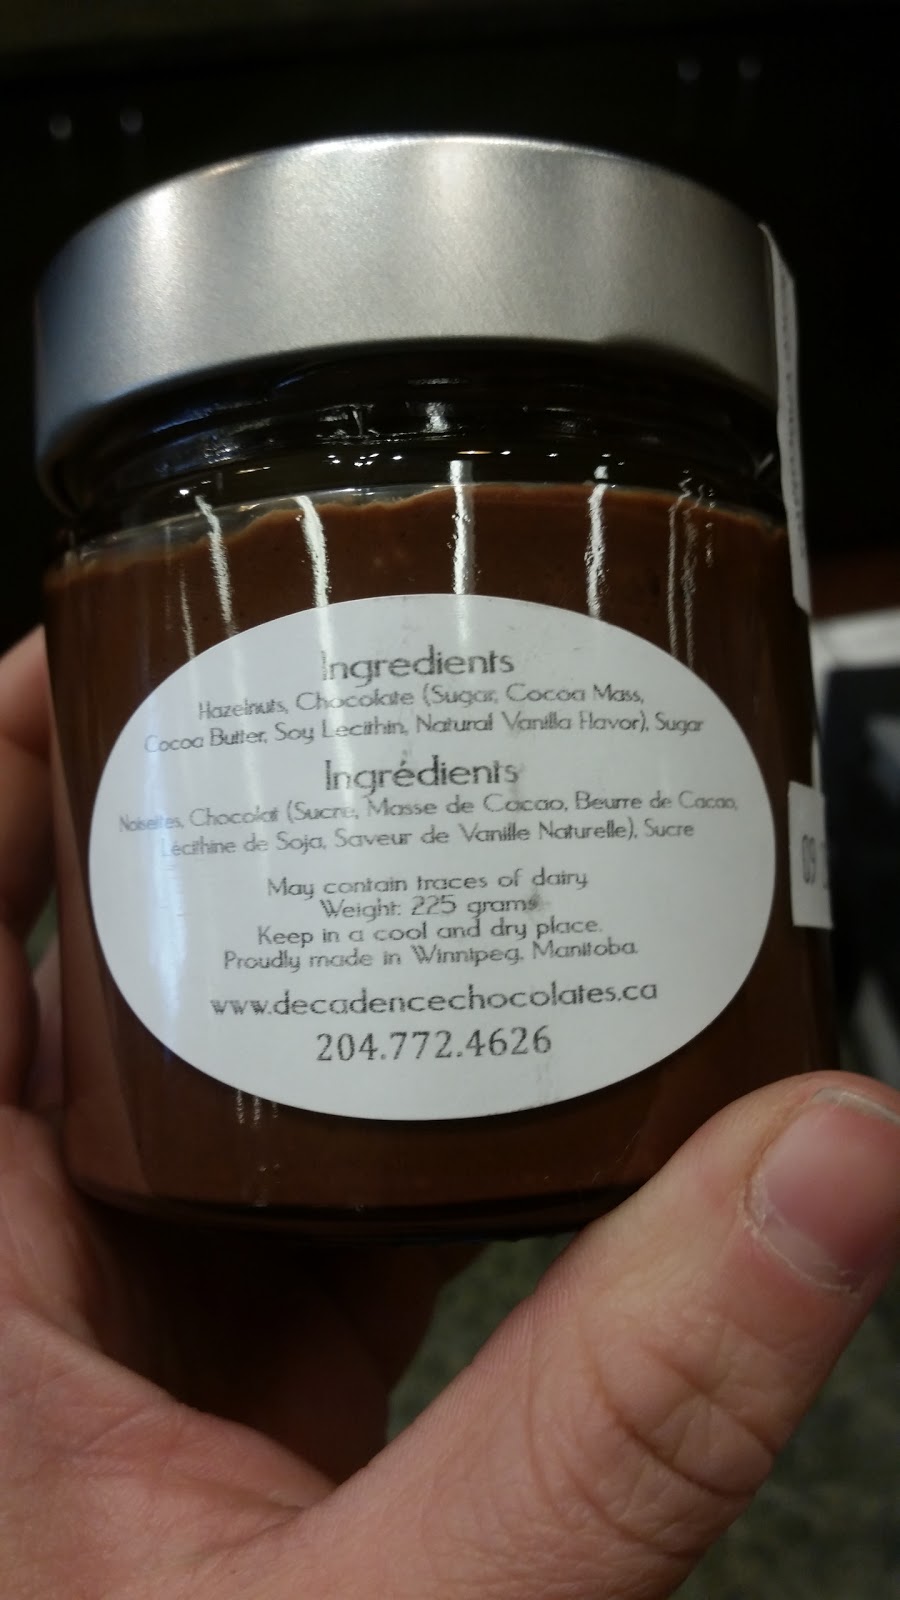 Ingredients
Hazelnuts, Chocolate (Sugar, Cocoa Mass,
Cocoa Butter, Soy Lecithin, Natural Vanilla Flavor), Sugar
Ingrédients
Noisettes, Chocolat (Sucre, Masse de Cacao, Beurre de Cacao,
Lécithine de Soja, Saveur de Vanille Naturelle), Sucre
May contain traces of dairy
Weight: 225 grams
Keep in a cool and dry place.
Proudly made in Winnipeg, Manitoba.
www.decadencechocolates.ca
204.772.4626
09